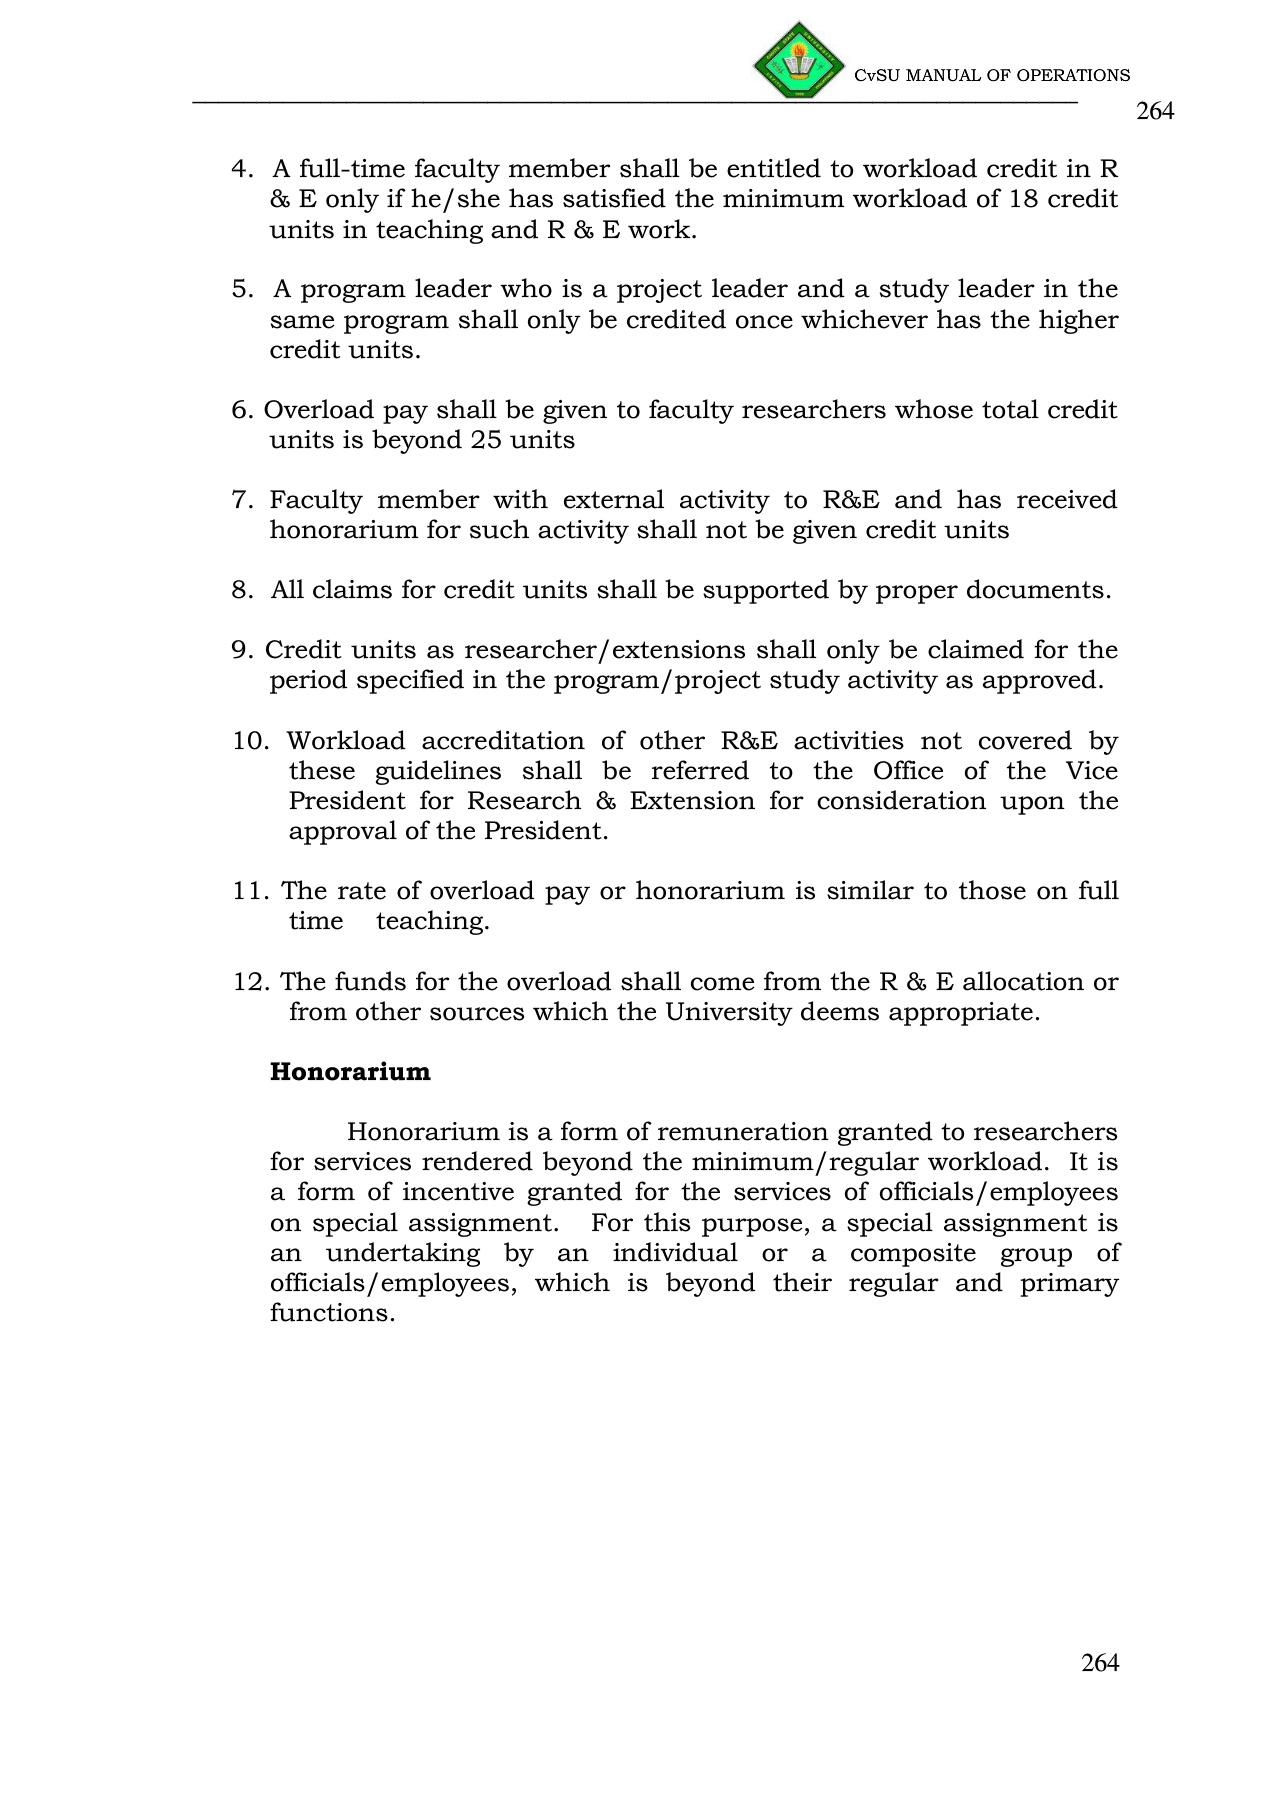 CvSU MANUAL OF OPERATIONS
264
4. A full-time faculty member shall be entitled to workload credit in R
& E only if he/she has satisfied the minimum workload of 18 credit
units in teaching and R & E work.
5. A program leader who is a project leader and a study leader in the
same program shall only be credited once whichever has the higher
credit units.
6. Overload pay shall be given to faculty researchers whose total credit
units is beyond 25 units
7. Faculty member with external activity to R&E and has received
honorarium for such activity shall not be given credit units
8. All claims for credit units shall be supported by proper documents.
9. Credit units as researcher/extensions shall only be claimed for the
period specified in the program/project study activity as approved.
10. Workload accreditation of other R&E activities not covered by
these guidelines shall be referred to the Office of the Vice
President for Research & Extension for consideration upon the
approval of the President.
11. The rate of overload pay or honorarium is similar to those on full
time teaching.
12. The funds for the overload shall come from the R & E allocation or
from other sources which the University deems appropriate.
Honorarium
Honorarium is a form of remuneration granted to researchers
for services rendered beyond the minimum/regular workload. It is
a form of incentive granted for the services of officials/employees
on special assignment. For this purpose, a special assignment is
an undertaking by an individual or a composite group of
officials/employees, which is beyond their regular and primary
functions.
264